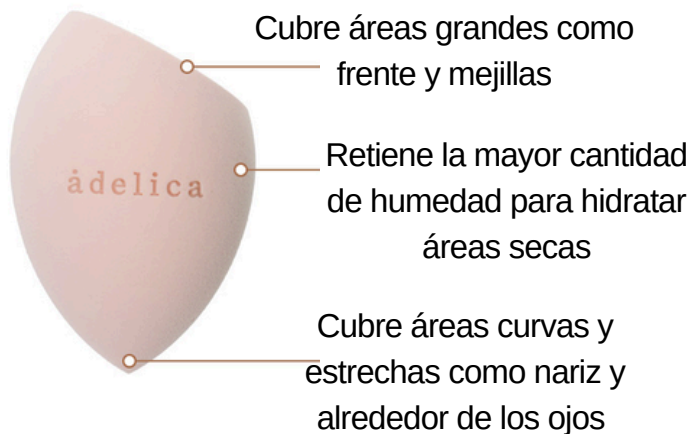 Cubre áreas grandes como
frente y mejillas
ádelica
Retiene la mayor cantidad
de humedad para hidratar
áreas secas
Cubre áreas curvas y
estrechas como nariz y
alrededor de los ojos